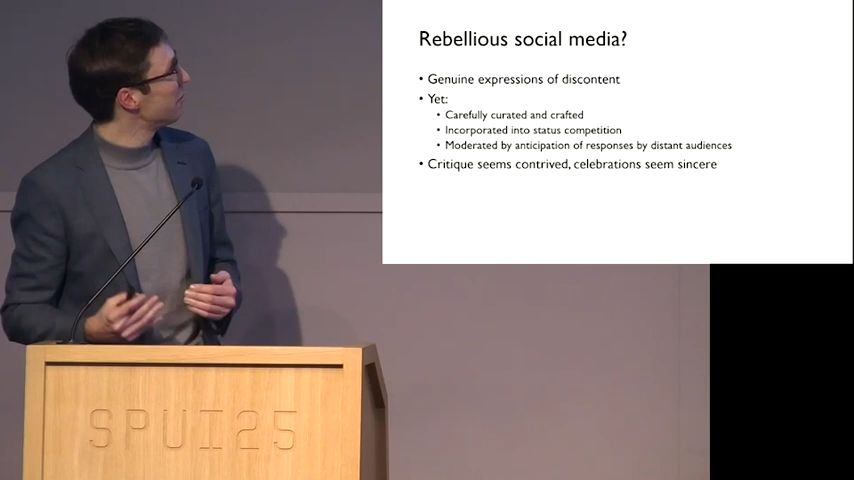 Rebellious social media?
• Genuine expressions of discontent
• Yet:
• Carefully curated and crafted
• Incorporated into status competition
• Moderated by anticipation of responses by distant audiences
• Critique seems contrived, celebrations seem sincere
SPUI25